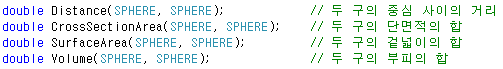 double Distance(SPHERE, SPHERE); // 두 구의 중심 사이의 거리
double CrossSectionArea(SPHERE, SPHERE); // 두 구의 단면적의 합
double SurfaceArea(SPHERE, SPHERE); // 두 구의 겉넓이의 합
double Volume(SPHERE, SPHERE); // 두 구의 부피의 합